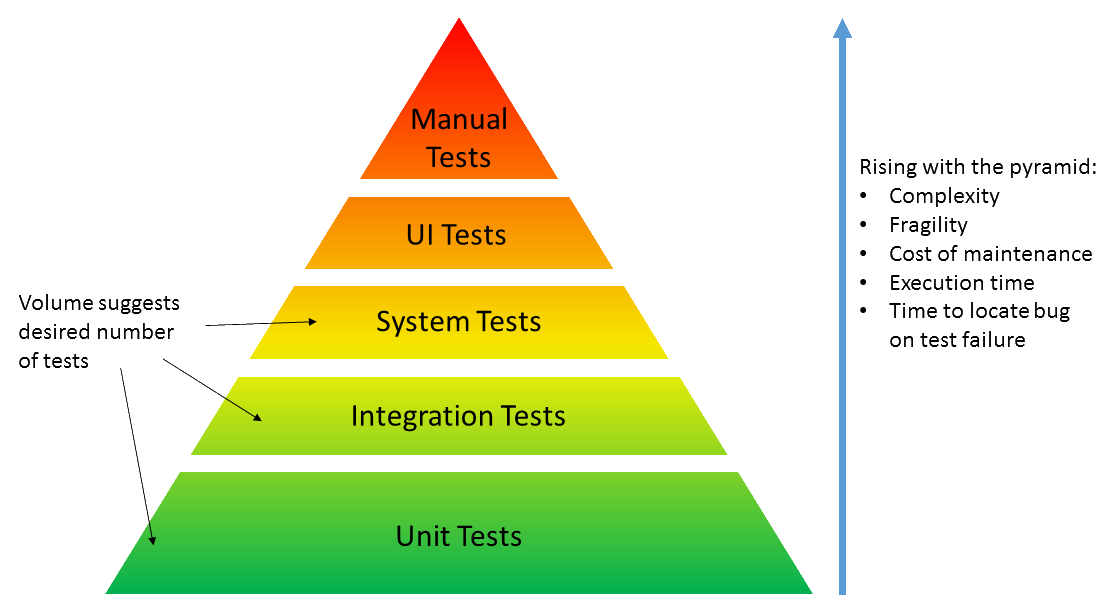 Manual
Tests
UI Tests
System Tests
Integration Tests
Unit Tests
Volume suggests
desired number
of tests
Rising with the pyramid:
• Complexity
• Fragility
• Cost of maintenance
• Execution time
• Time to locate bug
on test failure